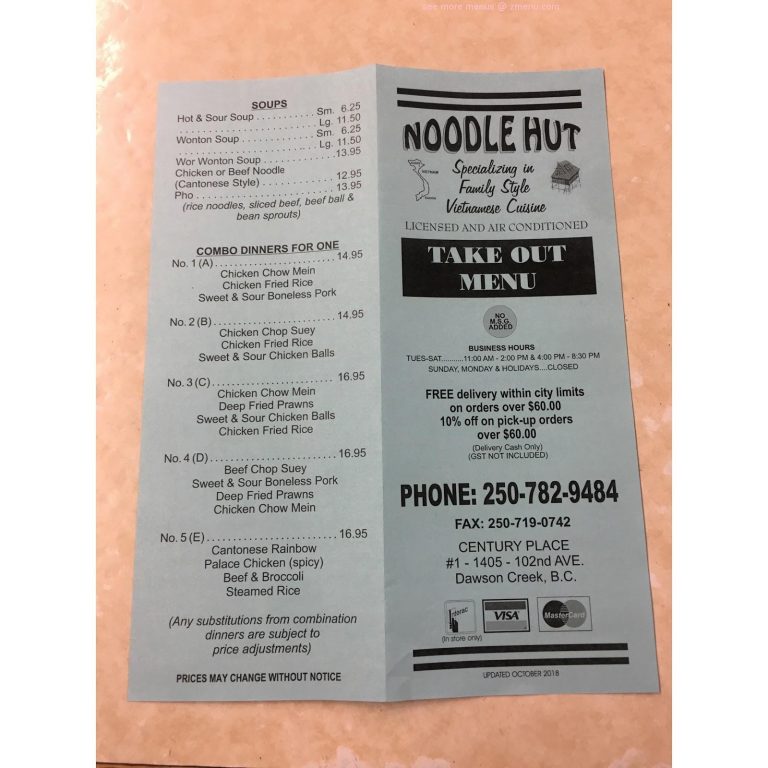 see more menus @ zmenu.com
SOUPS
Hot & Sour Soup . . . . . . . . . . . Sm. 6.25
. . . . . . . . . . . . . . . . . . . . . . . . Lg. 11.50
Wonton Soup . . . . . . . . . . . . . . Sm. 6.25
. . . . . . . . . . . . . . . . . . . . . . . . Lg. 11.50
Wor Wonton Soup . . . . . . . . . . . . . 13.95
Chicken or Beef Noodle
(Cantonese Style) . . . . . . . . . . . . . 12.95
Pho . . . . . . . . . . . . . . . . . . . . . . . . 13.95
(rice noodles, sliced beef, beef ball &
bean sprouts)
COMBO DINNERS FOR ONE
No. 1 (A) . . . . . . . . . . . . . . . . . . . . . . 14.95
Chicken Chow Mein
Chicken Fried Rice
Sweet & Sour Boneless Pork
No. 2 (B) . . . . . . . . . . . . . . . . . . . . . . 14.95
Chicken Chop Suey
Chicken Fried Rice
Sweet & Sour Chicken Balls
No. 3 (C) . . . . . . . . . . . . . . . . . . . . . . 16.95
Chicken Chow Mein
Deep Fried Prawns
Sweet & Sour Chicken Balls
Chicken Fried Rice
No. 4 (D) . . . . . . . . . . . . . . . . . . . . . . 16.95
Beef Chop Suey
Sweet & Sour Boneless Pork
Deep Fried Prawns
Chicken Chow Mein
No. 5 (E) . . . . . . . . . . . . . . . . . . . . . . 16.95
Cantonese Rainbow
Palace Chicken (spicy)
Beef & Broccoli
Steamed Rice
(Any substitutions from combination
dinners are subject to
price adjustments)
PRICES MAY CHANGE WITHOUT NOTICE
NOODLE HUT
VIETNAM
Specializing in
Family Style
Vietnamese Cuisine
LICENSED AND AIR CONDITIONED
TAKE OUT
MENU
NO
M.S.G.
ADDED
BUSINESS HOURS
TUES-SAT...........11:00 AM - 2:00 PM & 4:00 PM - 8:30 PM
SUNDAY, MONDAY & HOLIDAYS....CLOSED
FREE delivery within city limits
on orders over $60.00
10% off on pick-up orders
over $60.00
(Delivery Cash Only)
(GST NOT INCLUDED)
PHONE: 250-782-9484
FAX: 250-719-0742
CENTURY PLACE
#1 - 1405 - 102nd AVE.
Dawson Creek, B.C.
Interac
VISA
MasterCard
(In store only)
UPDATED OCTOBER 2018